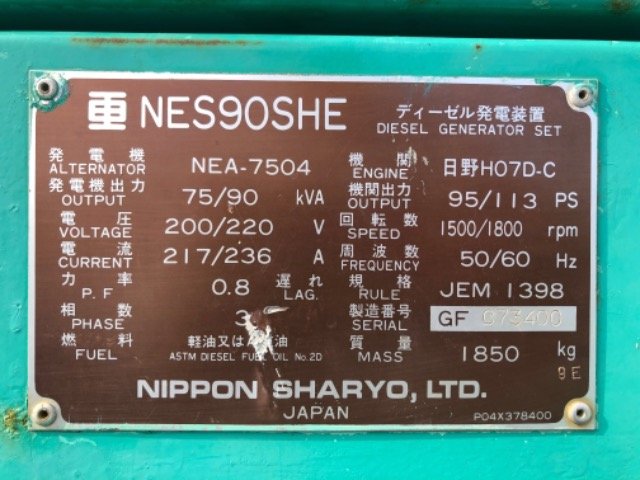 NES90SHE ディーゼル発電装置
DIESEL GENERATOR SET
発電機 NEA-7504 機関 日野H07D-C
ALTERNATOR ENGINE
発電機出力 75/90 kVA 機関出力 95/113 PS
OUTPUT OUTPUT
電圧 200/220 V 回転数 1500/1800 rpm
VOLTAGE SPEED
電流 217/236 A 周波数 50/60 Hz
CURRENT FREQUENCY
力率 0.8 遅れ 規格 JEM 1398
P.F LAG. RULE
相数 3 製造番号 GF 073400
PHASE SERIAL
燃料 軽油又は 油 質量 1850 kg
FUEL ASTM DIESEL FUEL OIL No.2D MASS
9E
NIPPON SHARYO, LTD.
JAPAN P04X378400